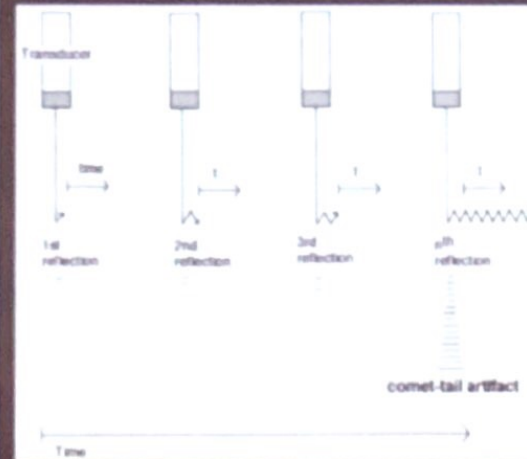 Transducer
time
t
t
t
1st
reflection
2nd
reflection
3rd
reflection
nth
reflection
comet-tail artifact
Time